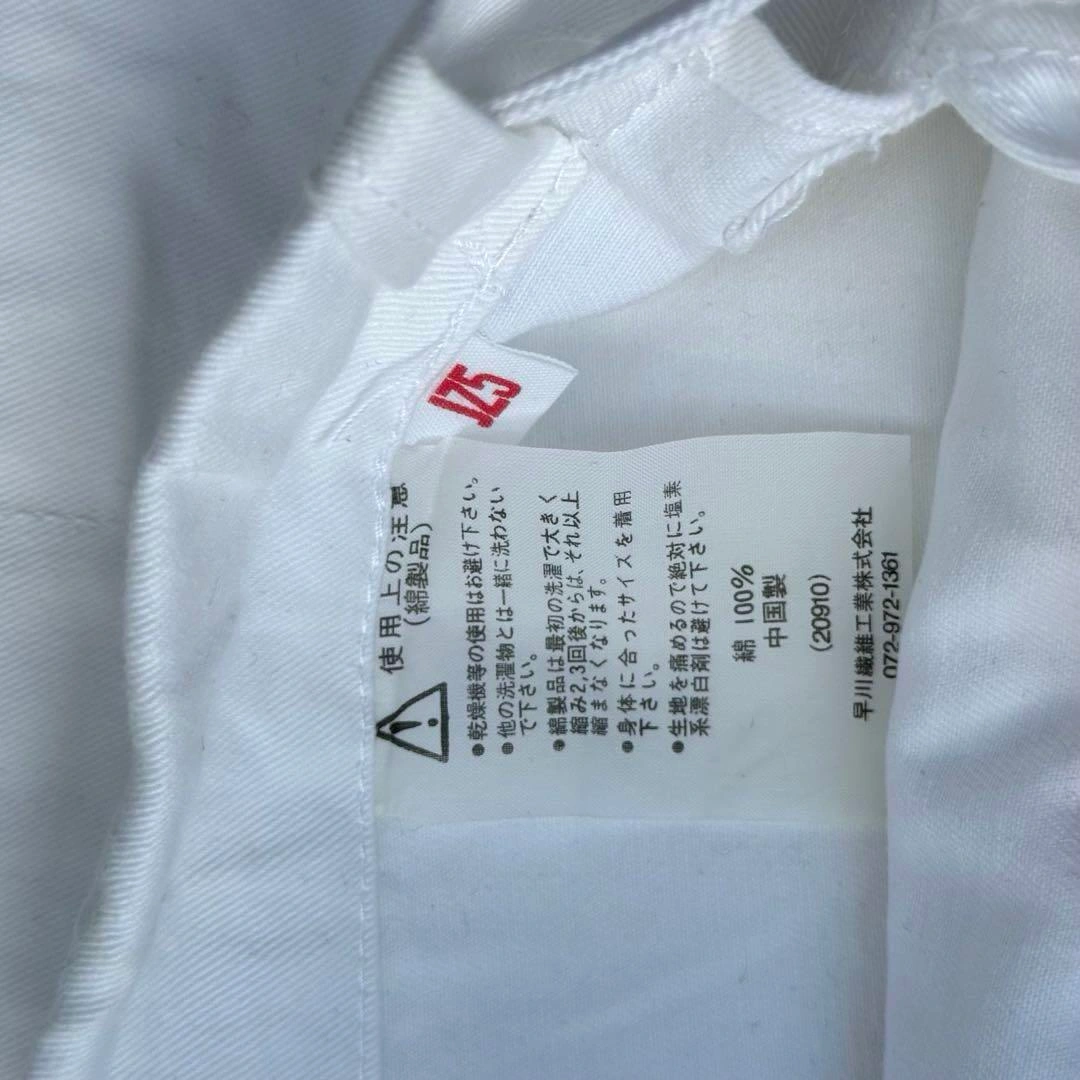 JZ5
使用上の注意
(綿製品)
●乾燥機等の使用はお避け下さい。
●他の洗濯物とは一緒に洗わない
で下さい。
●綿製品は最初の洗濯で大きく
縮み2,3回後からは、それ以上
縮まなくなります。
●身体に合ったサイズを着用
下さい。
●生地を痛めるので絶対に塩素
系漂白剤は避けて下さい。
綿 100%
中国製
(20910)
早川繊維工業株式会社
072-972-1361